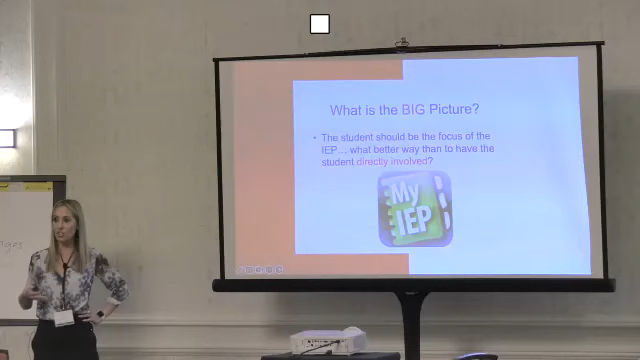 What is the BIG Picture?
• The student should be the focus of the
IEP... what better way than to have the
student directly involved?
My
IEP